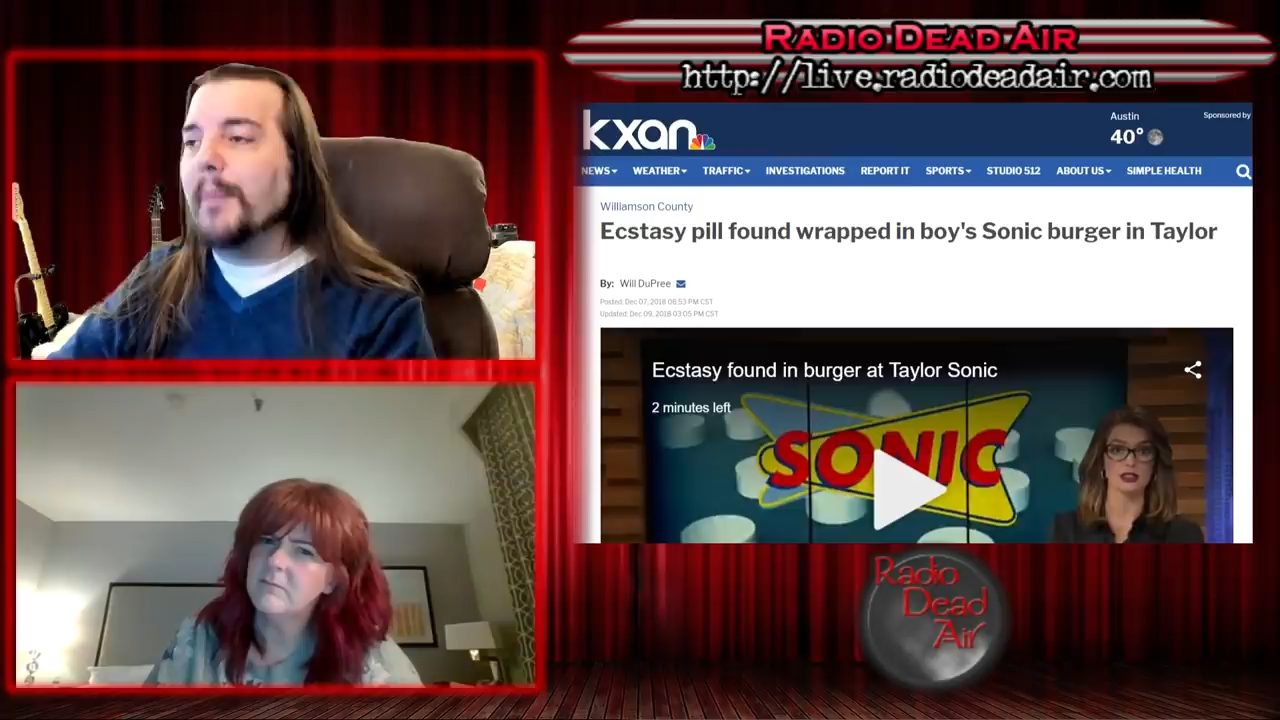 RADIO DEAD AIR
http://live.radiodeadair.com
kxan
Austin
Sponsored by
40°
NEWS
WEATHER
TRAFFIC
INVESTIGATIONS
REPORT IT
SPORTS
STUDIO 512
ABOUT US
SIMPLE HEALTH
Williamson County
Ecstasy pill found wrapped in boy's Sonic burger in Taylor
By: Will DuPree
Posted: Dec 07, 2018 06:53 PM CST
Updated: Dec 09, 2018 03:05 PM CST
Ecstasy found in burger at Taylor Sonic
2 minutes left
SONIC
Radio
Dead
Air